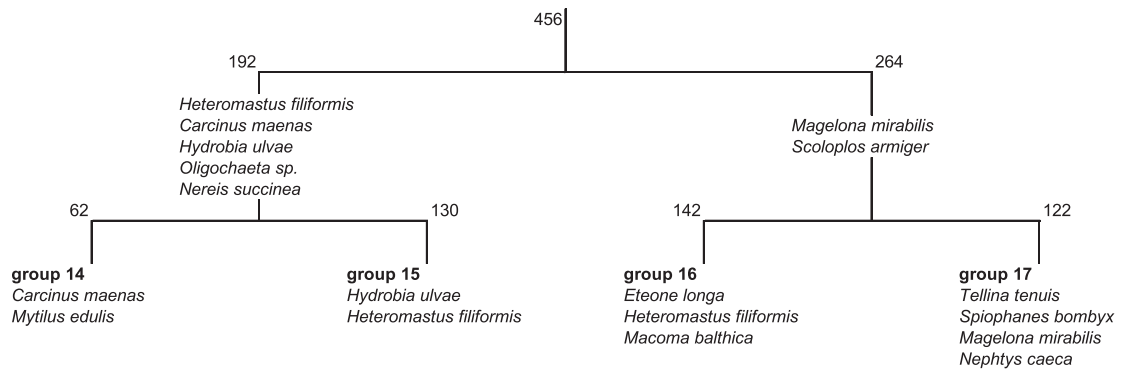 456
192
264
Heteromastus filiformis
Carcinus maenas
Hydrobia ulvae
Oligochaeta sp.
Nereis succinea
Magelona mirabilis
Scoloplos armiger
62
130
142
122
group 14
Carcinus maenas
Mytilus edulis
group 15
Hydrobia ulvae
Heteromastus filiformis
group 16
Eteone longa
Heteromastus filiformis
Macoma balthica
group 17
Tellina tenuis
Spiophanes bombyx
Magelona mirabilis
Nephtys caeca